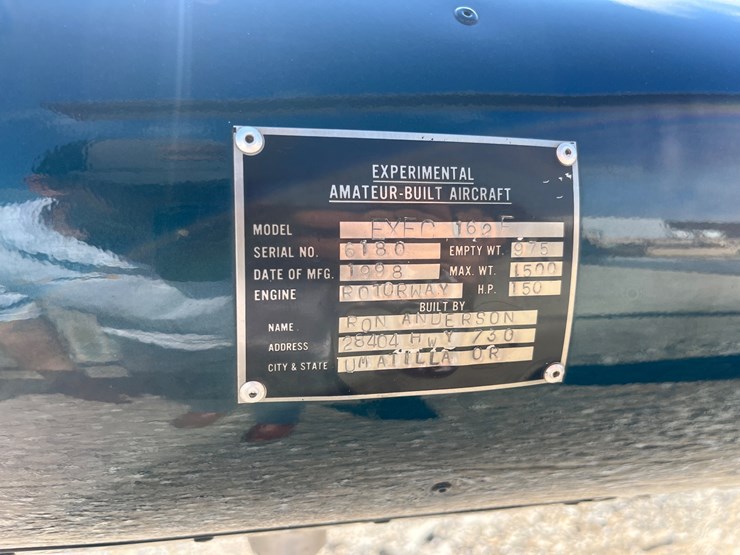 EXPERIMENTAL
AMATEUR-BUILT AIRCRAFT
MODEL EXEC 162 F
SERIAL NO. 6180 EMPTY WT. 975
DATE OF MFG. 1998 MAX. WT. 1500
ENGINE ROTORWAY H.P. 150
BUILT BY
NAME RON ANDERSON
ADDRESS 28404 HWY 730
CITY & STATE UMATILLA OR